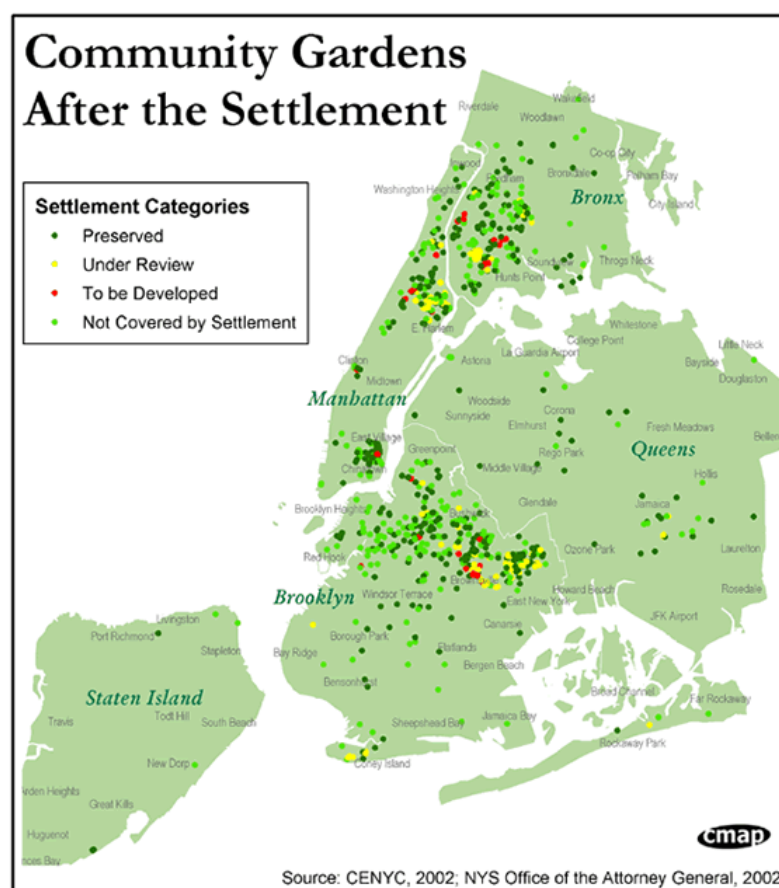 Community Gardens
After the Settlement
Settlement Categories
Preserved
Under Review
To be Developed
Not Covered by Settlement
Wakefield
Riverdale
Woodlawn
Co-op City
Inwood
Bronxdale
Pelham Bay
Fordham
Washington Heights
Bronx
City Island
Soundview
Throgs Neck
Hunts Point
Whitestone
E. Harlem
College Point
Little Neck
La Guardia Airport
Clinton
Astoria
Bayside
Douglaston
Midtown
Manhattan
Woodside
Corona
Sunnyside
Elmhurst
Fresh Meadows
East Village
Queens
Greenpoint
Rego Park
Chinatown
Middle Village
Hollis
Glendale
Jamaica
Brooklyn Heights
Bushwick
Red Hook
Ozone Park
Laurelton
Brooklyn
Windsor Terrace
Howard Beach
Rosedale
East New York
Livingston
JFK Airport
Port Richmond
Canarsie
Borough Park
Stapleton
Bay Ridge
Flatlands
Bergen Beach
Bensonhurst
Staten Island
Broad Channel
Far Rockaway
Travis
Todt Hill
South Beach
Sheepshead Bay
Jamaica Bay
Rockaway Park
New Dorp
Coney Island
Arden Heights
Great Kills
Huguenot
cmap
Source: CENYC, 2002; NYS Office of the Attorney General, 2002